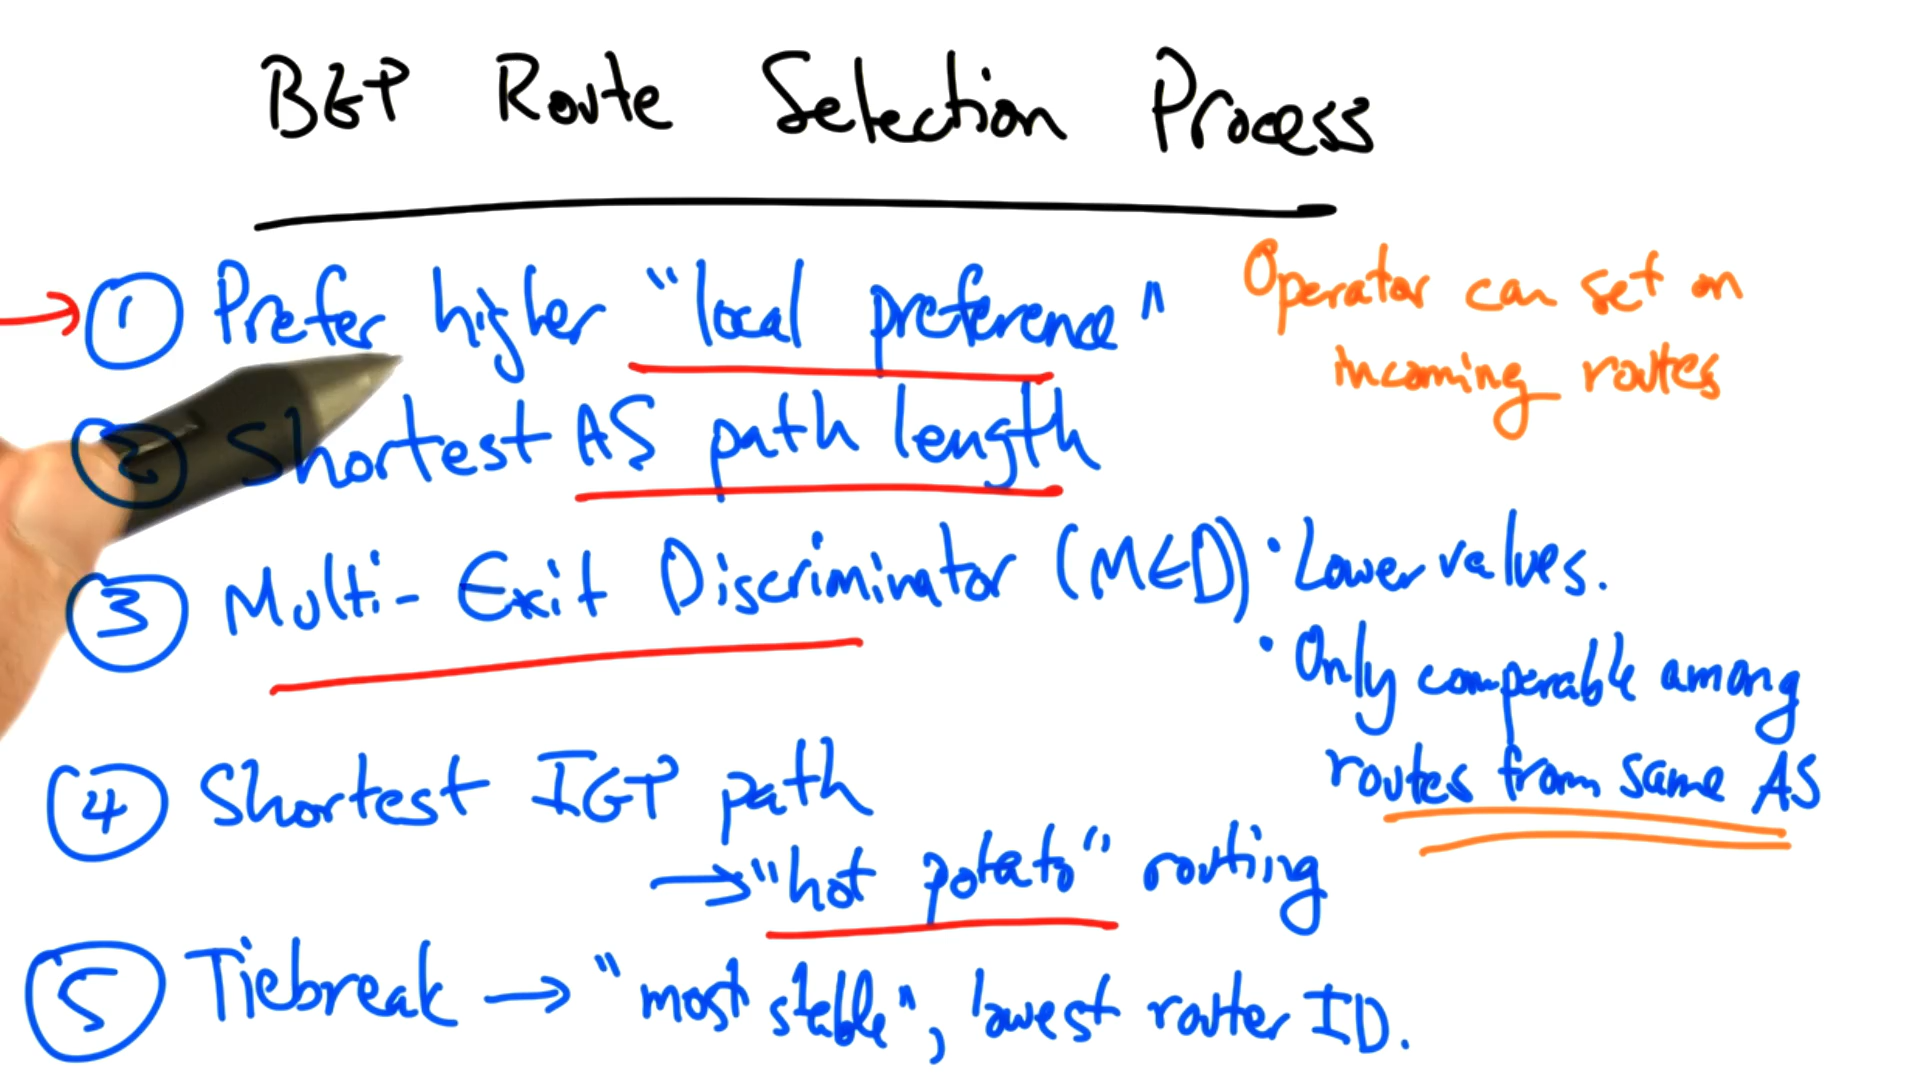 BGP Route Selection Process
① Prefer higher "local preference"
Operator can set on
incoming routes
② Shortest AS path length
③ Multi-Exit Discriminator (MED)
• Lower values.
• Only comparable among
routes from same AS
④ Shortest IGP path
→ "hot potato" routing
⑤ Tiebreak → "most stable", lowest router ID.